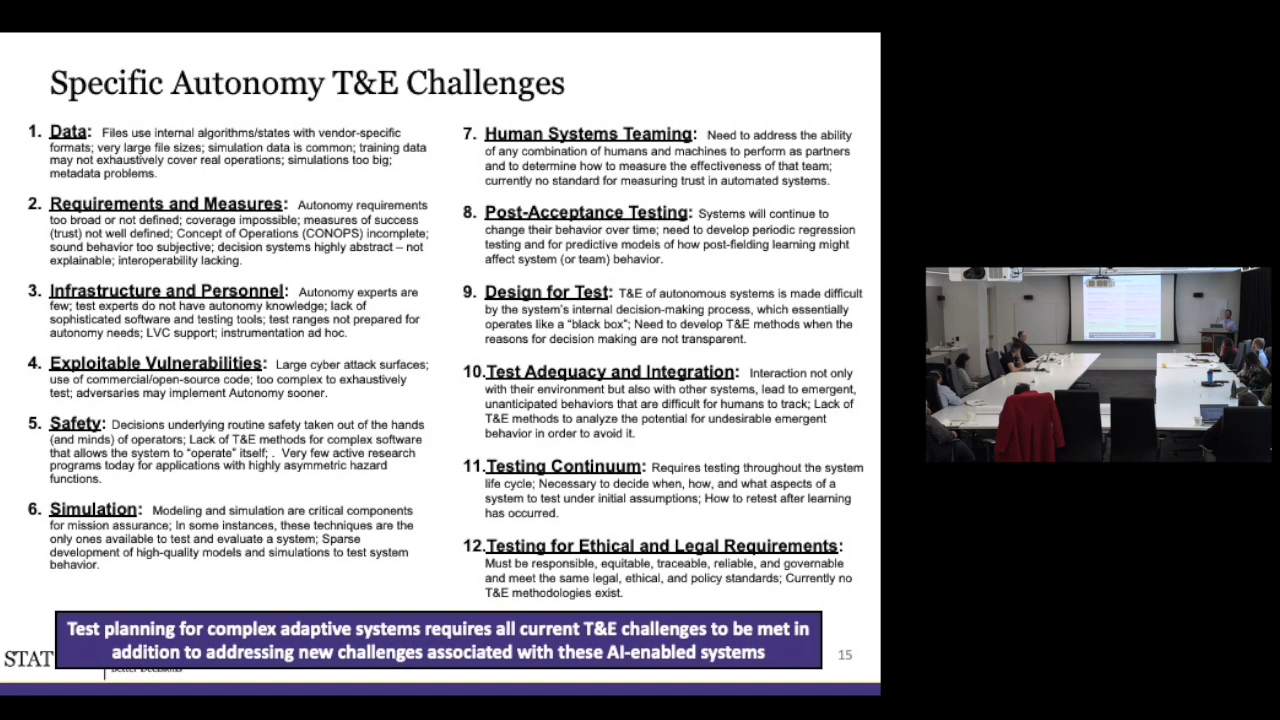 Specific Autonomy T&E Challenges
1. Data: Files use internal algorithms/states with vendor-specific
formats; very large file sizes; simulation data is common; training data
may not exhaustively cover real operations; simulations too big;
metadata problems.
2. Requirements and Measures: Autonomy requirements
too broad or not defined; coverage impossible; measures of success
(trust) not well defined; Concept of Operations (CONOPS) incomplete;
sound behavior too subjective; decision systems highly abstract – not
explainable; interoperability lacking.
3. Infrastructure and Personnel: Autonomy experts are
few; test experts do not have autonomy knowledge; lack of
sophisticated software and testing tools; test ranges not prepared for
autonomy needs; LVC support; instrumentation ad hoc.
4. Exploitable Vulnerabilities: Large cyber attack surfaces;
use of commercial/open-source code; too complex to exhaustively
test; adversaries may implement Autonomy sooner.
5. Safety: Decisions underlying routine safety taken out of the hands
(and minds) of operators; Lack of T&E methods for complex software
that allows the system to “operate” itself; . Very few active research
programs today for applications with highly asymmetric hazard
functions.
6. Simulation: Modeling and simulation are critical components
for mission assurance; In some instances, these techniques are the
only ones available to test and evaluate a system; Sparse
development of high-quality models and simulations to test system
behavior.
7. Human Systems Teaming: Need to address the ability
of any combination of humans and machines to perform as partners
and to determine how to measure the effectiveness of that team;
currently no standard for measuring trust in automated systems.
8. Post-Acceptance Testing: Systems will continue to
change their behavior over time; need to develop periodic regression
testing and for predictive models of how post-fielding learning might
affect system (or team) behavior.
9. Design for Test: T&E of autonomous systems is made difficult
by the system's internal decision-making process, which essentially
operates like a “black box”; Need to develop T&E methods when the
reasons for decision making are not transparent.
10. Test Adequacy and Integration: Interaction not only
with their environment but also with other systems, lead to emergent,
unanticipated behaviors that are difficult for humans to track; Lack of
T&E methods to analyze the potential for undesirable emergent
behavior in order to avoid it.
11. Testing Continuum: Requires testing throughout the system
life cycle; Necessary to decide when, how, and what aspects of a
system to test under initial assumptions; How to retest after learning
has occurred.
12. Testing for Ethical and Legal Requirements:
Must be responsible, equitable, traceable, reliable, and governable
and meet the same legal, ethical, and policy standards; Currently no
T&E methodologies exist.
Test planning for complex adaptive systems requires all current T&E challenges to be met in
addition to addressing new challenges associated with these AI-enabled systems
STAT
15